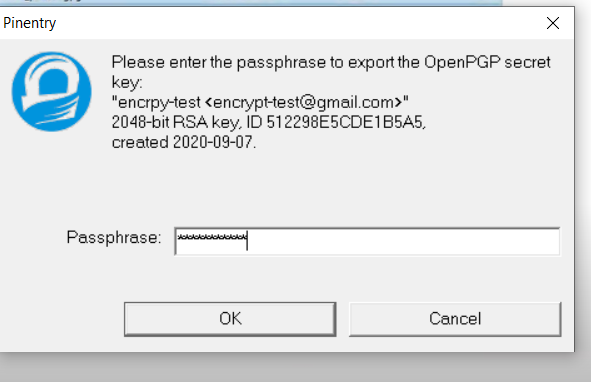 Pinentry
Please enter the passphrase to export the OpenPGP secret
key:
"encrpy-test <encrypt-test@gmail.com>"
2048-bit RSA key, ID 512298E5CDE1B5A5,
created 2020-09-07.
Passphrase: ************
OK
Cancel